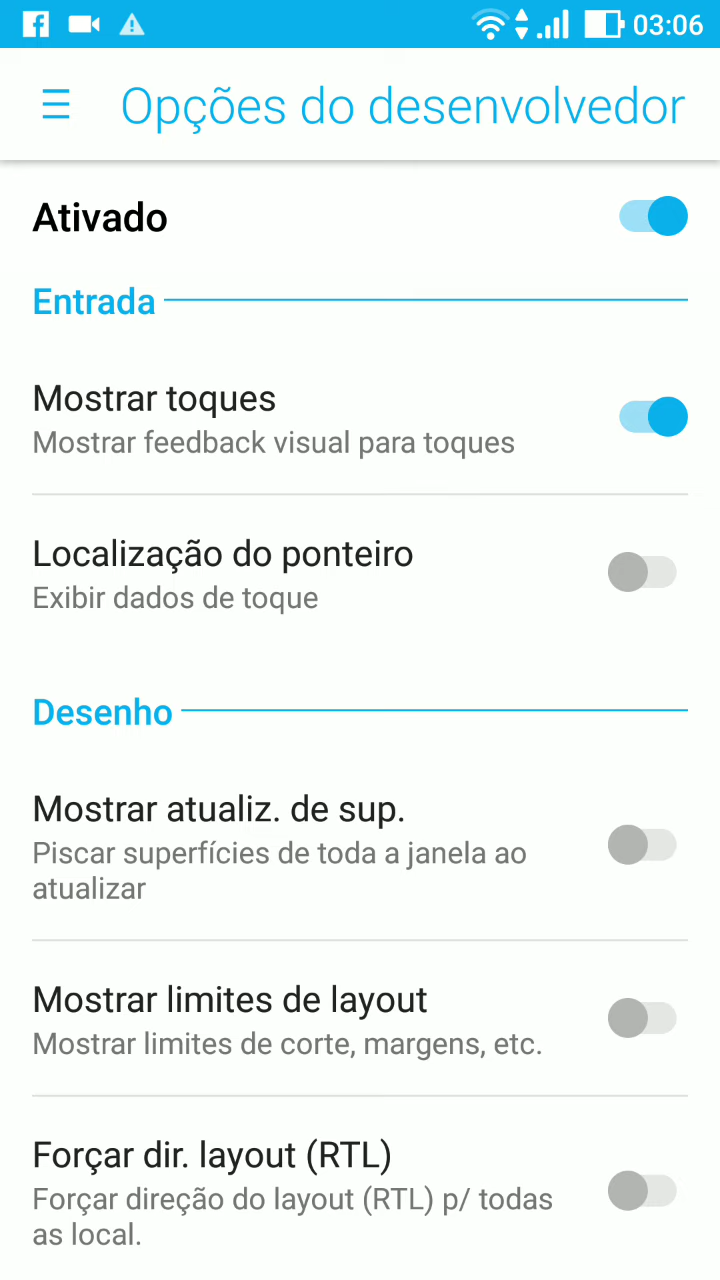 03:06
Opções do desenvolvedor
Ativado
Entrada
Mostrar toques
Mostrar feedback visual para toques
Localização do ponteiro
Exibir dados de toque
Desenho
Mostrar atualiz. de sup.
Piscar superfícies de toda a janela ao
atualizar
Mostrar limites de layout
Mostrar limites de corte, margens, etc.
Forçar dir. layout (RTL)
Forçar direção do layout (RTL) p/ todas
as local.